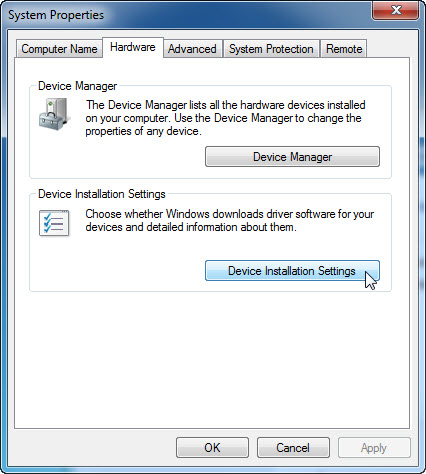 System Properties
Computer Name Hardware Advanced System Protection Remote
Device Manager
The Device Manager lists all the hardware devices installed
on your computer. Use the Device Manager to change the
properties of any device.
Device Manager
Device Installation Settings
Choose whether Windows downloads driver software for your
devices and detailed information about them.
Device Installation Settings
OK Cancel Apply